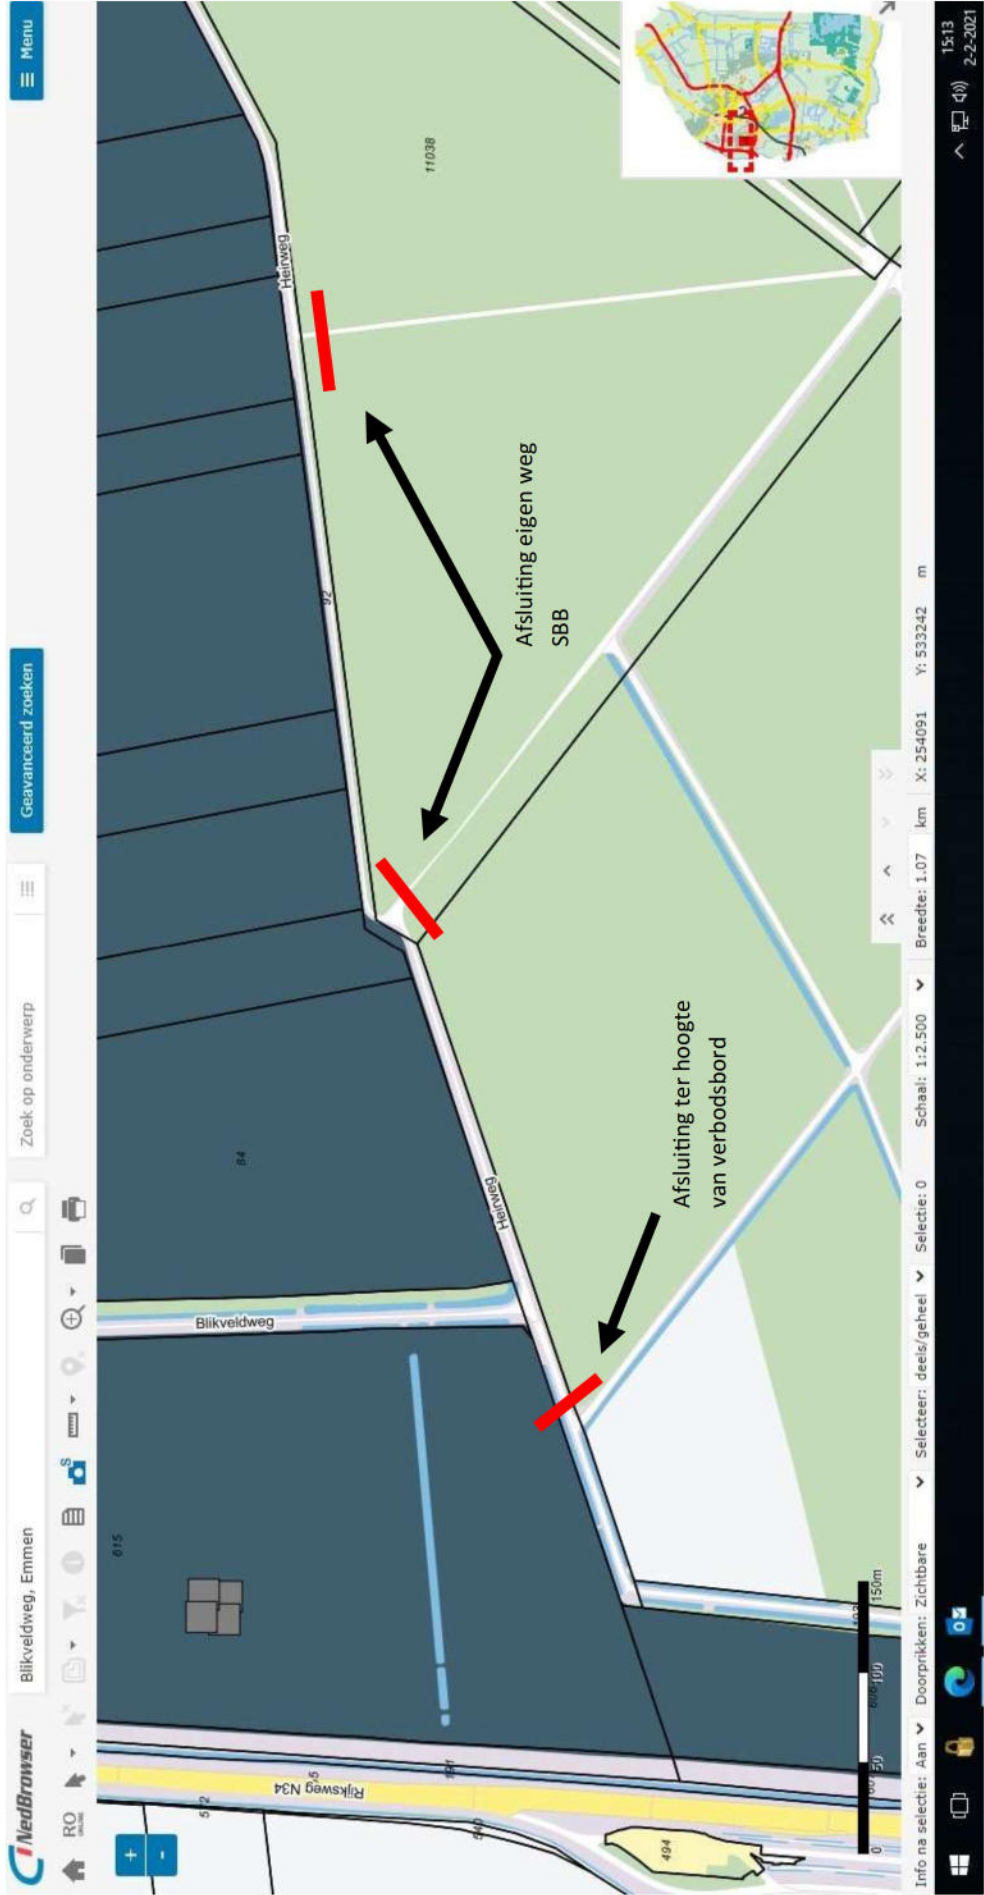 NedBrowser
Blikveldweg, Emmen
Zoek op onderwerp
Geavanceerd zoeken
Menu
RO
ONLINE
S
+
-
615
84
92
11038
Blikveldweg
Heirweg
Heirweg
Rijksweg N34
494
Afsluiting eigen weg
SBB
Afsluiting ter hoogte
van verbodsbord
0
50
100
150m
Info na selectie: Aan
Doorprikken: Zichtbare
Selecteer: deels/geheel
Selectie: 0
Schaal: 1:2.500
Breedte: 1.07 km
X: 254091 Y: 533242 m
15:13
2-2-2021